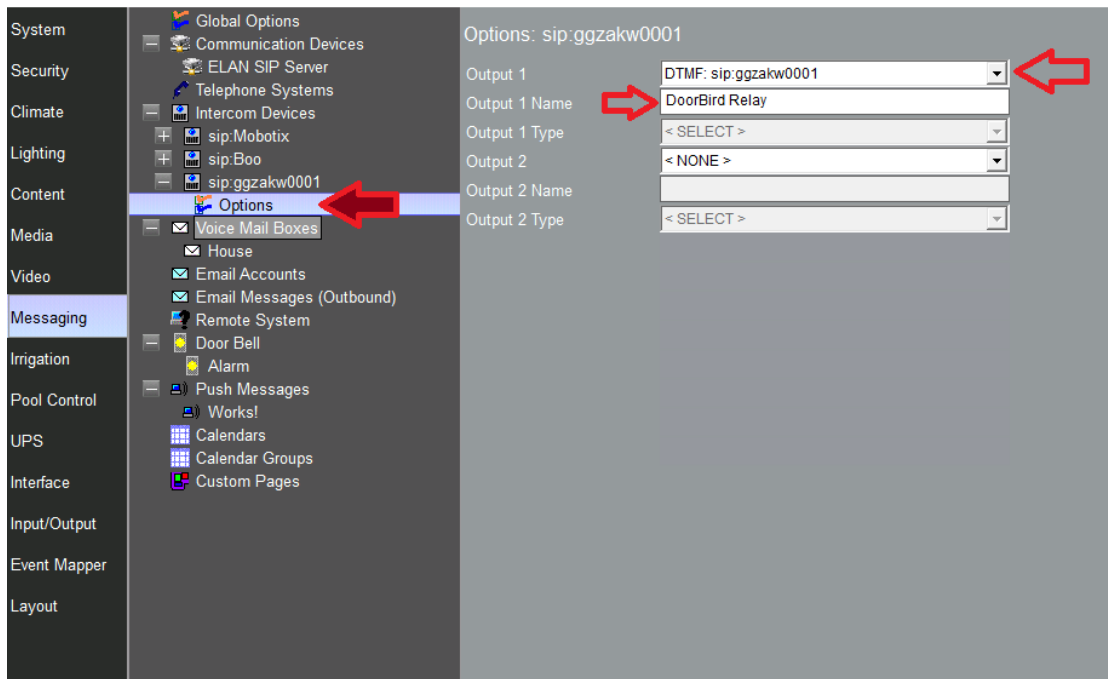 System
Security
Climate
Lighting
Content
Media
Video
Messaging
Irrigation
Pool Control
UPS
Interface
Input/Output
Event Mapper
Layout
Global Options
Communication Devices
ELAN SIP Server
Telephone Systems
Intercom Devices
sip:Mobotix
sip:Boo
sip:ggzakw0001
Options
Voice Mail Boxes
House
Email Accounts
Email Messages (Outbound)
Remote System
Door Bell
Alarm
Push Messages
Works!
Calendars
Calendar Groups
Custom Pages
Options: sip:ggzakw0001
Output 1 DTMF: sip:ggzakw0001
Output 1 Name DoorBird Relay
Output 1 Type < SELECT >
Output 2 < NONE >
Output 2 Name
Output 2 Type < SELECT >